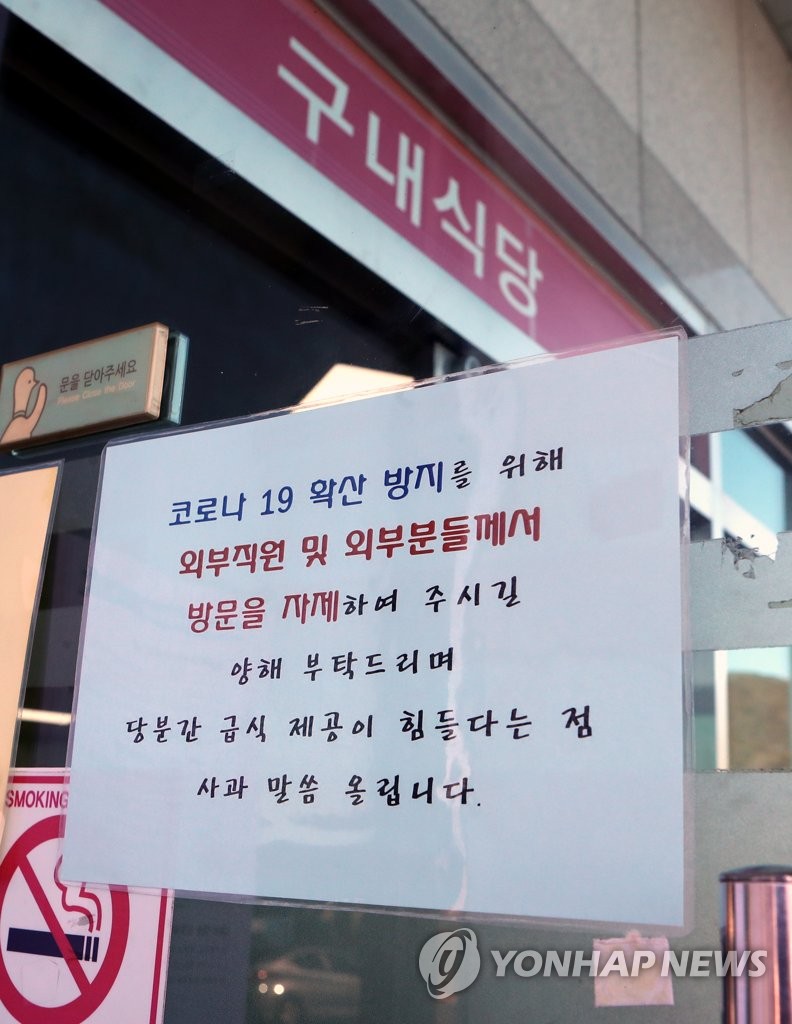 구내식당
문을 닫아주세요
Please Close the Door
코로나 19 확산 방지를 위해
외부직원 및 외부분들께서
방문을 자제하여 주시길
양해 부탁드리며
당분간 급식 제공이 힘들다는 점
사과 말씀 올립니다.
SMOKING
YONHAP NEWS